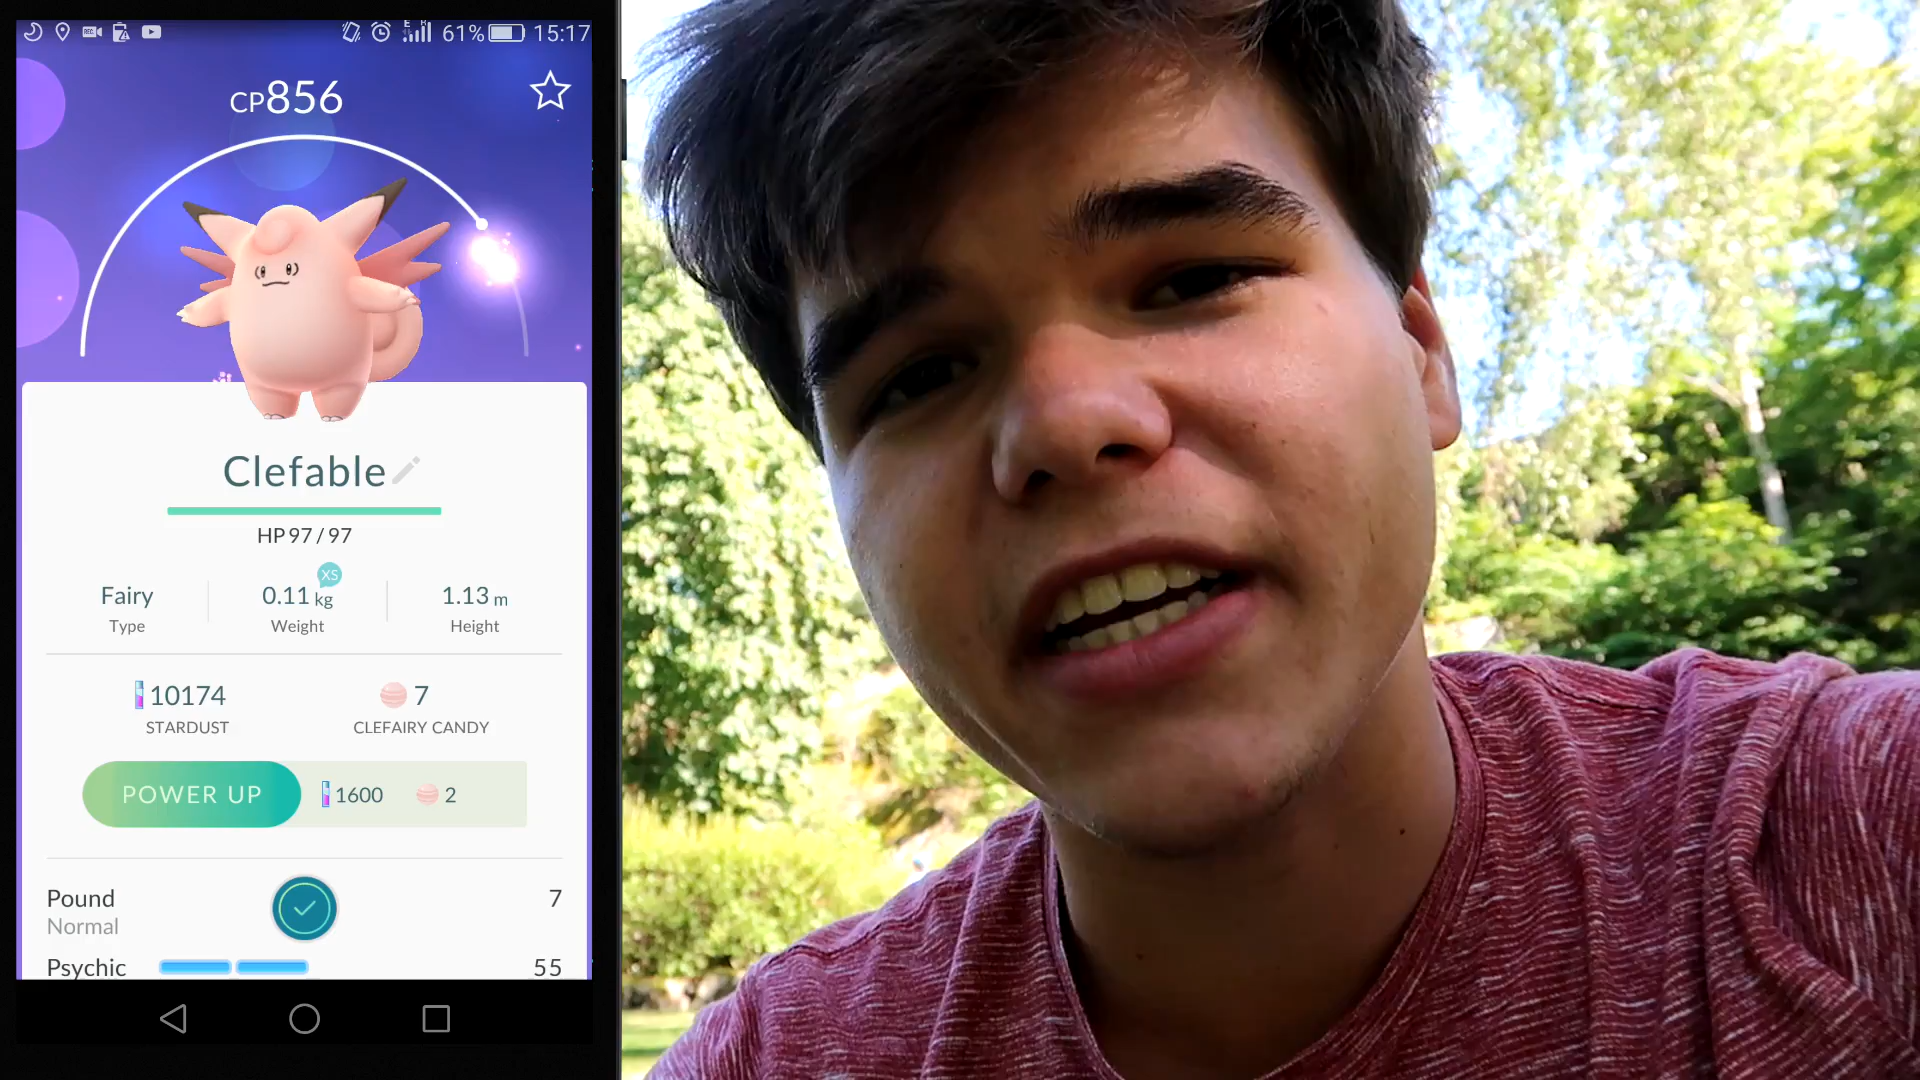 61% 15:17
CP856
Clefable
HP 97 / 97
XS
Fairy 0.11 kg 1.13 m
Type Weight Height
10174 7
STARDUST CLEFAIRY CANDY
POWER UP 1600 2
Pound 7
Normal
Psychic 55